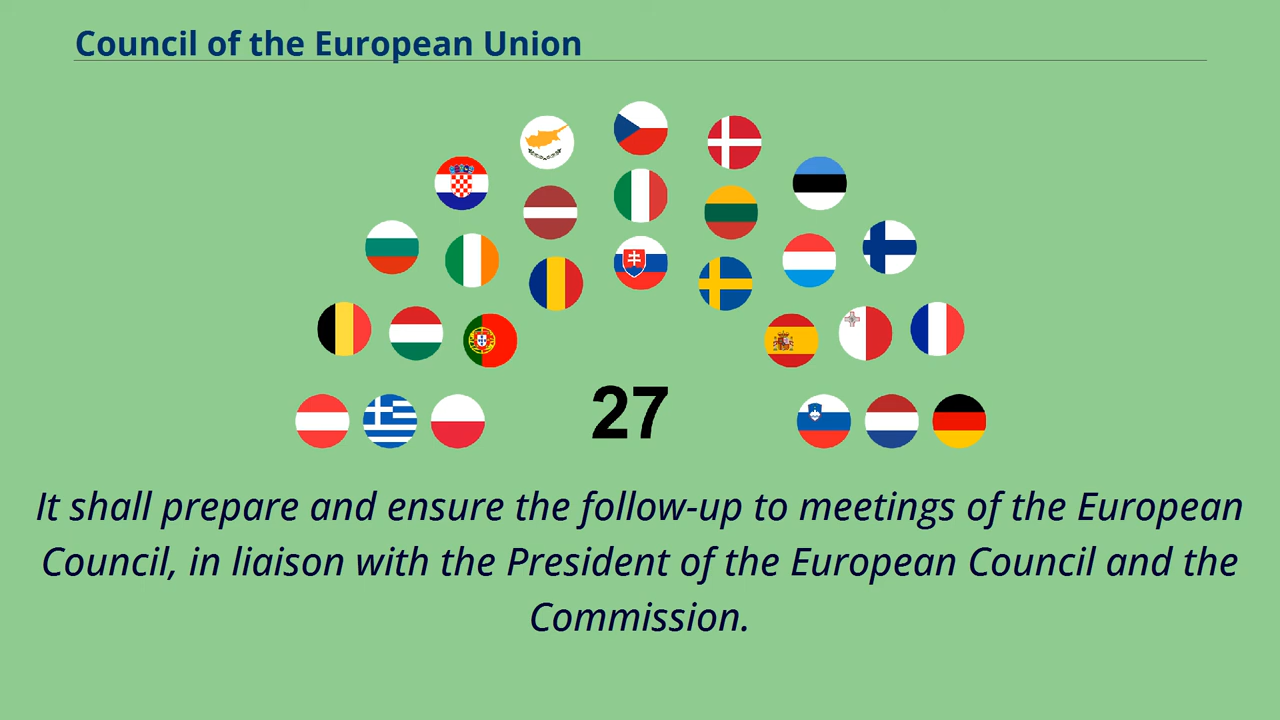 Council of the European Union
27
It shall prepare and ensure the follow-up to meetings of the European
Council, in liaison with the President of the European Council and the
Commission.